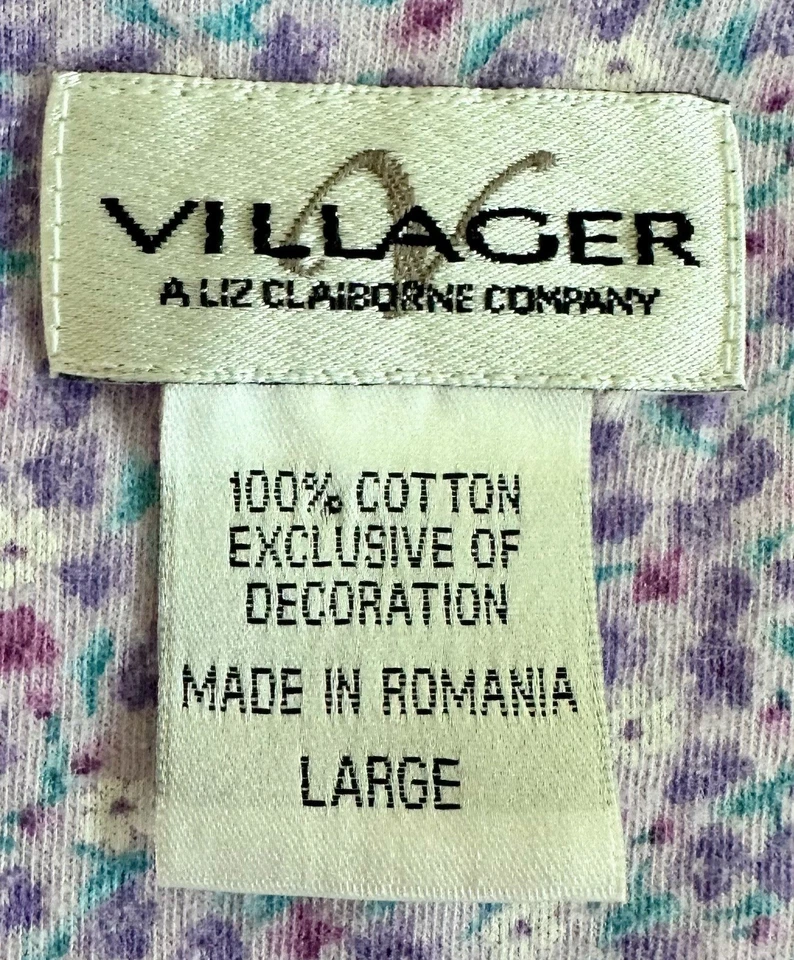 VILLAGER
A LIZ CLAIBORNE COMPANY
100% COTTON
EXCLUSIVE OF
DECORATION
MADE IN ROMANIA
LARGE